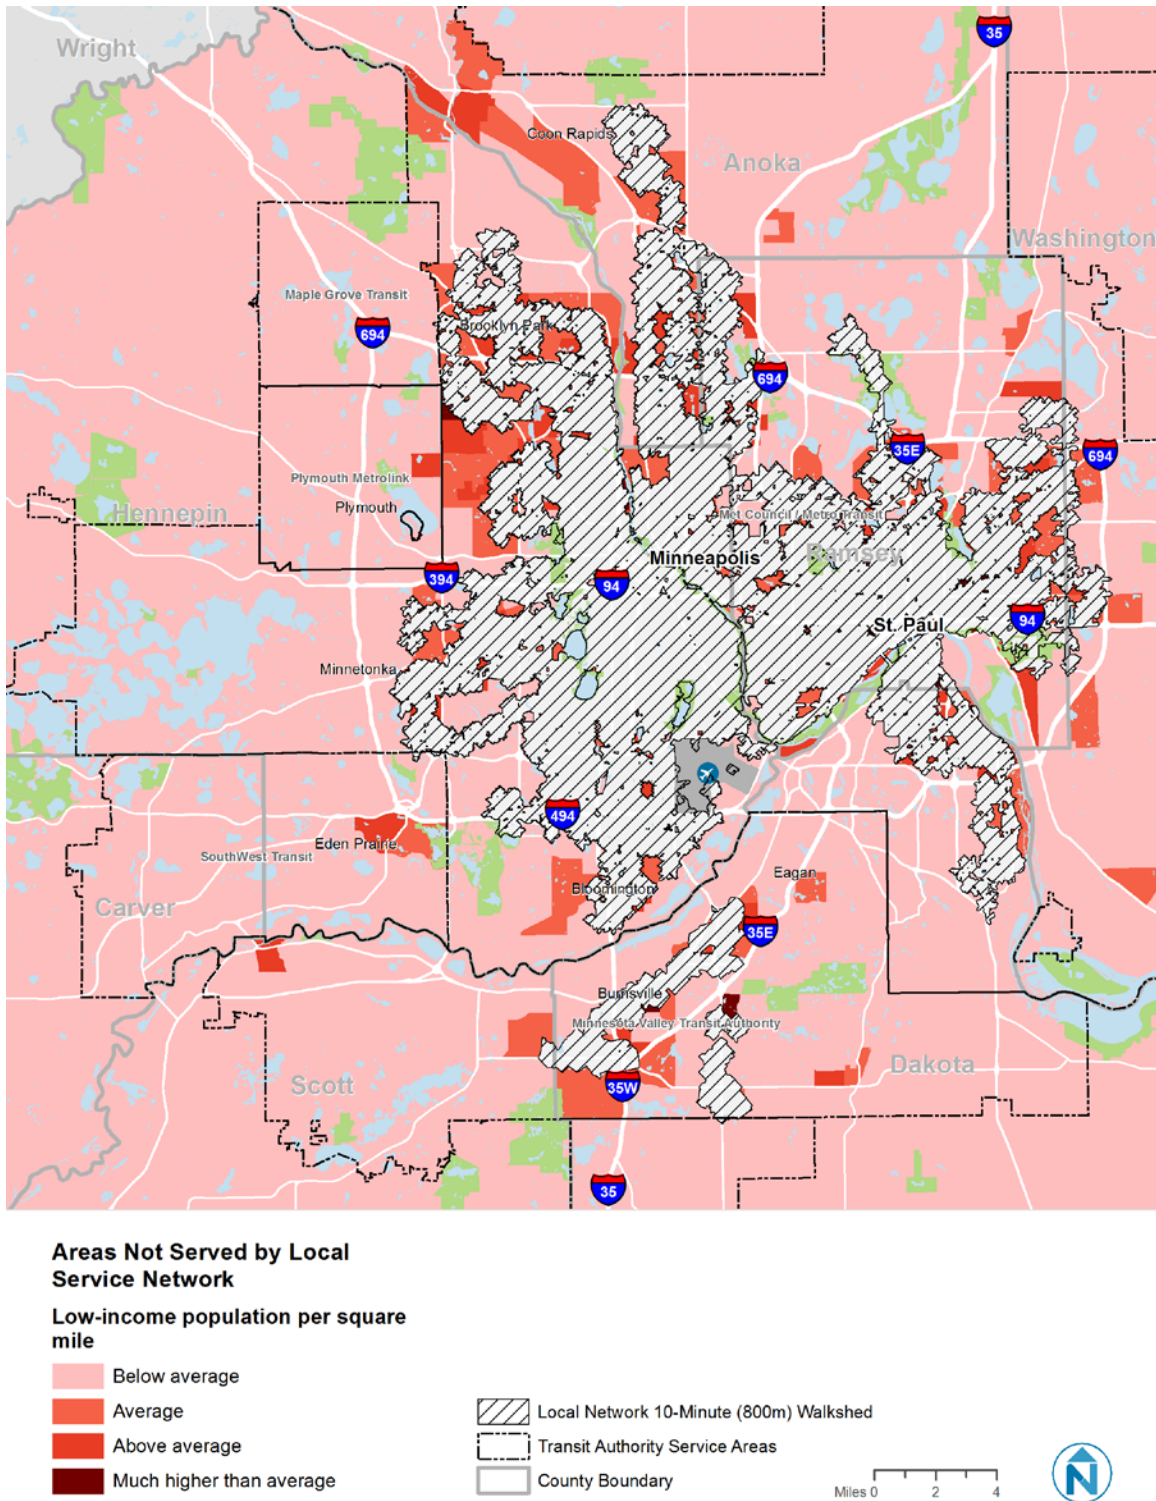 35
Wright
Coon Rapids
Anoka
Washington
Maple Grove Transit
694
Brooklyn Park
694
35E
694
Plymouth Metrolink
Plymouth
Hennepin
Met Council / Metro Transit
Ramsey
Minneapolis
394
94
94
St. Paul
Minnetonka
494
Eden Prairie
SouthWest Transit
Eagan
Bloomington
Carver
35E
Burnsville
Minnesota Valley Transit Authority
Dakota
Scott
35W
35
Areas Not Served by Local
Service Network
Low-income population per square
mile
Below average
Average
Above average
Much higher than average
Local Network 10-Minute (800m) Walkshed
Transit Authority Service Areas
County Boundary
Miles 0 2 4
N